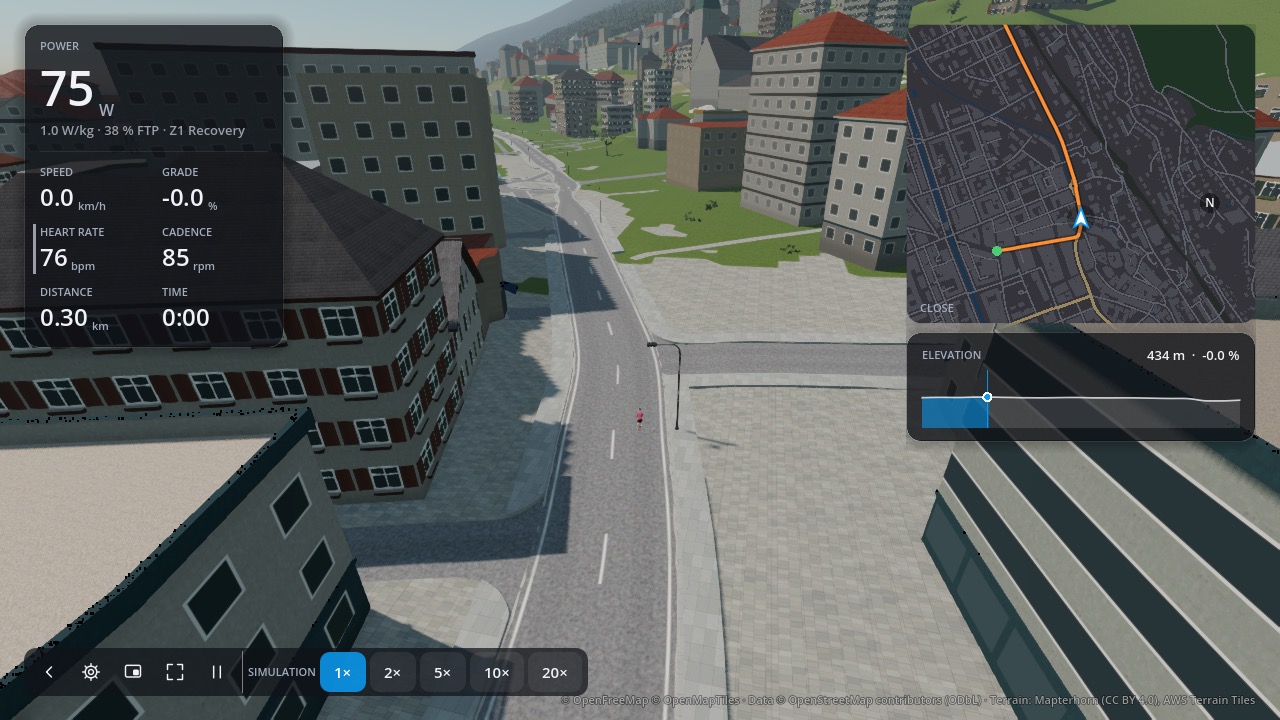 POWER
75 W
1.0 W/kg · 38 % FTP · Z1 Recovery
SPEED
GRADE
0.0 km/h
-0.0 %
HEART RATE
CADENCE
76 bpm
85 rpm
DISTANCE
TIME
0.30 km
0:00
N
CLOSE
ELEVATION
434 m · -0.0 %
SIMULATION
1×
2×
5×
10×
20×
© OpenFreeMap © OpenMapTiles · Data © OpenStreetMap contributors (ODbL) · Terrain: Mapterhorn (CC BY 4.0), AWS Terrain Tiles